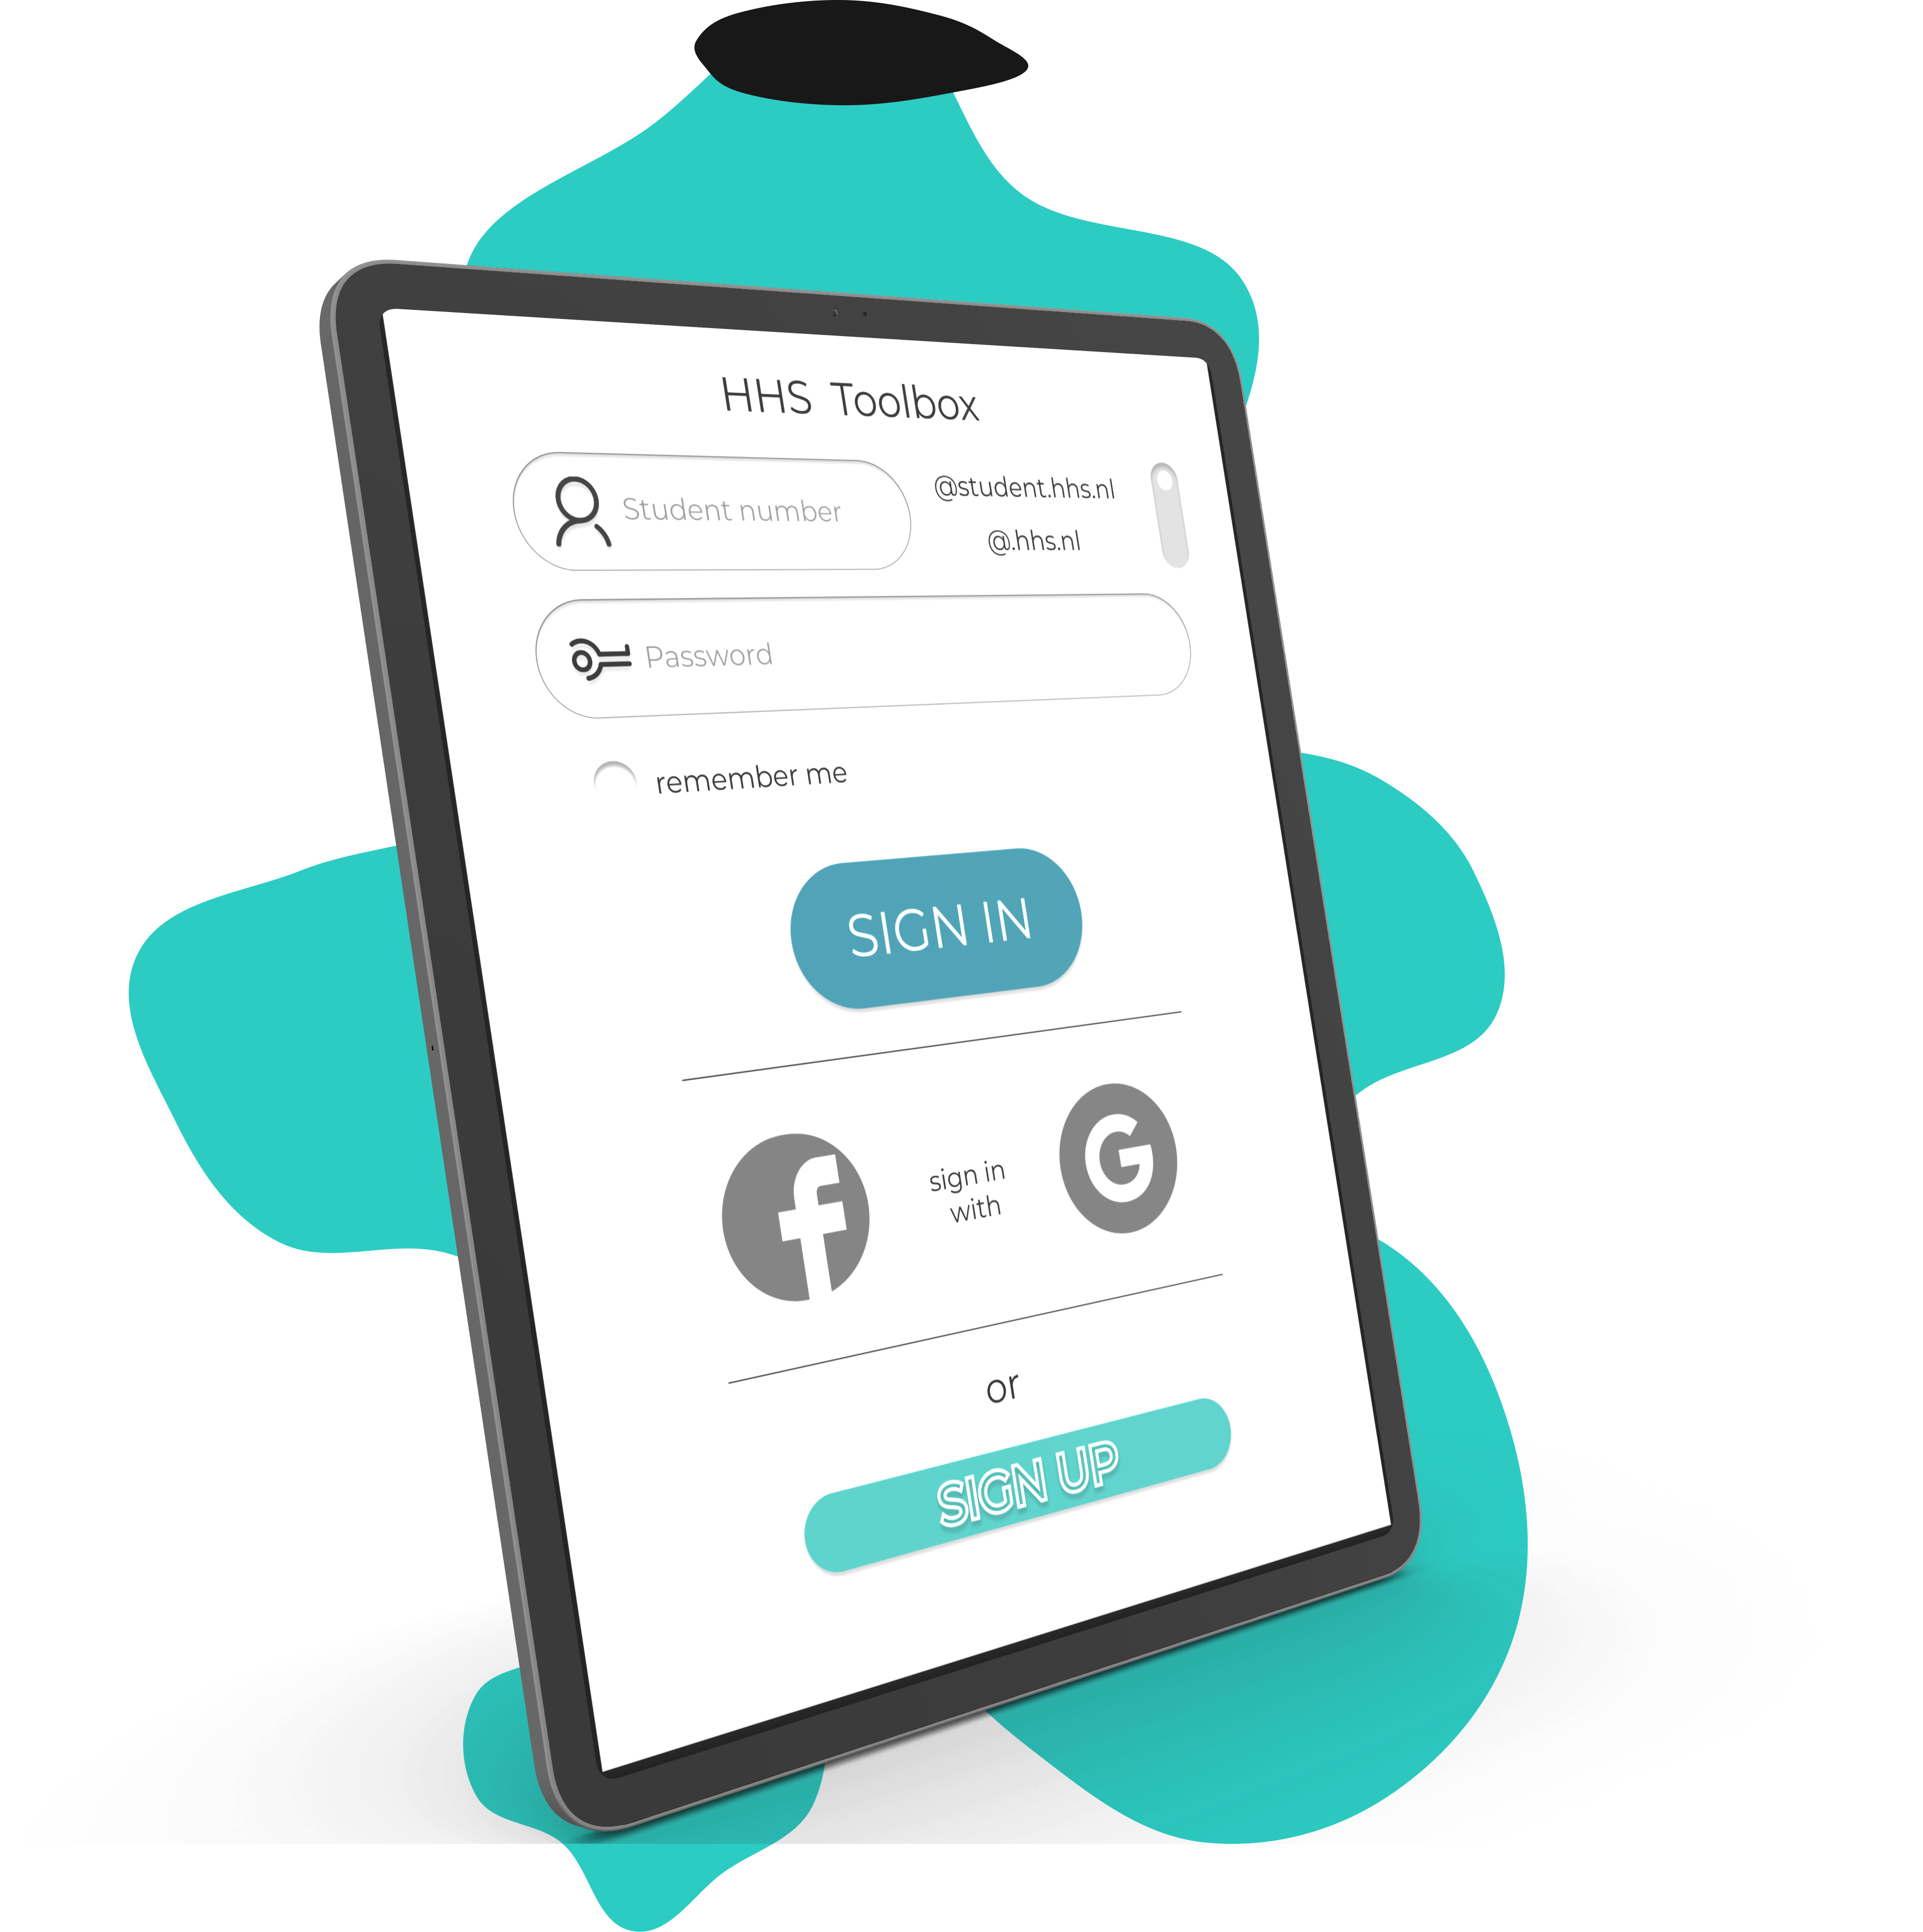 HHS Toolbox
Student number
@student.hhs.nl
@.hhs.nl
Password
remember me
SIGN IN
sign in
with
or
SIGN UP